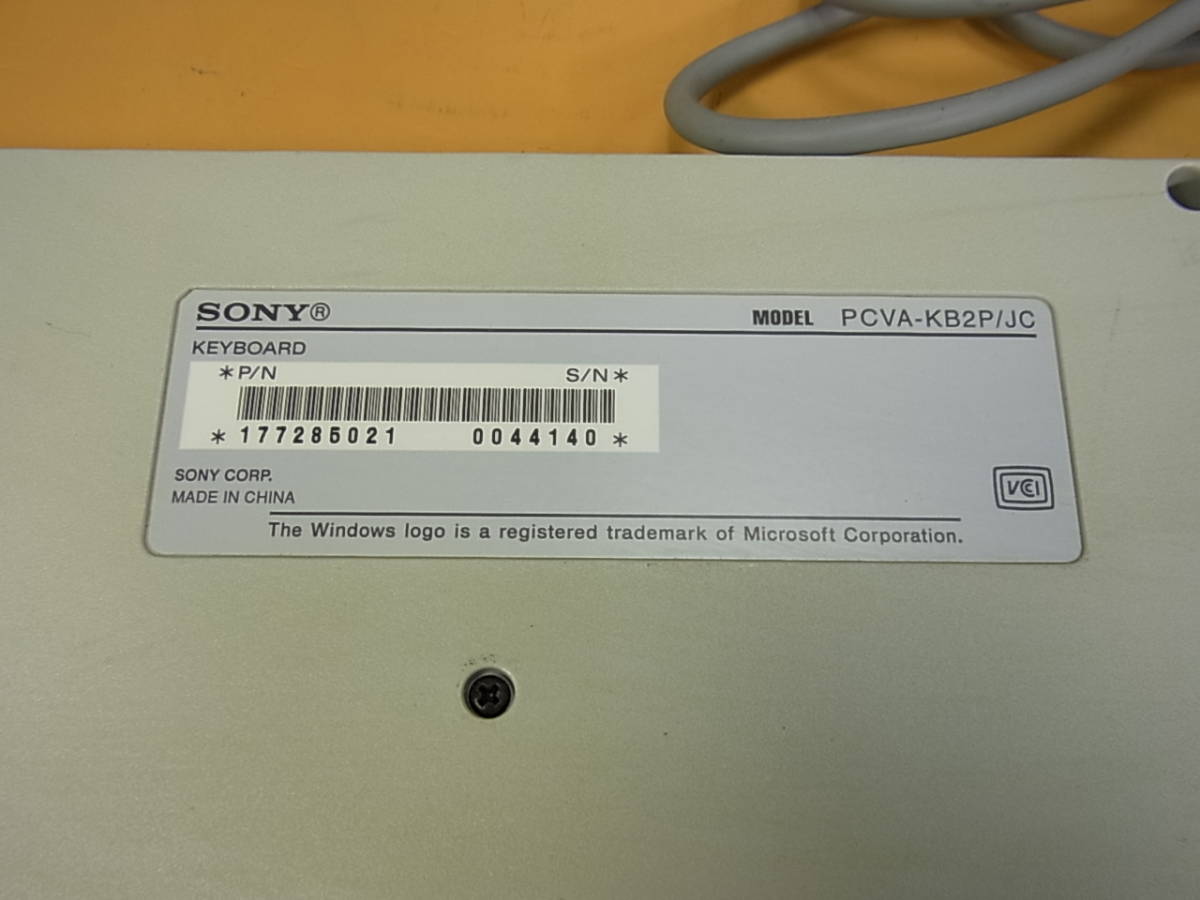 SONY® MODEL PCVA-KB2P/JC
KEYBOARD
*P/N S/N*
*177285021 0044140*
SONY CORP.
MADE IN CHINA
VCCI
The Windows logo is a registered trademark of Microsoft Corporation.